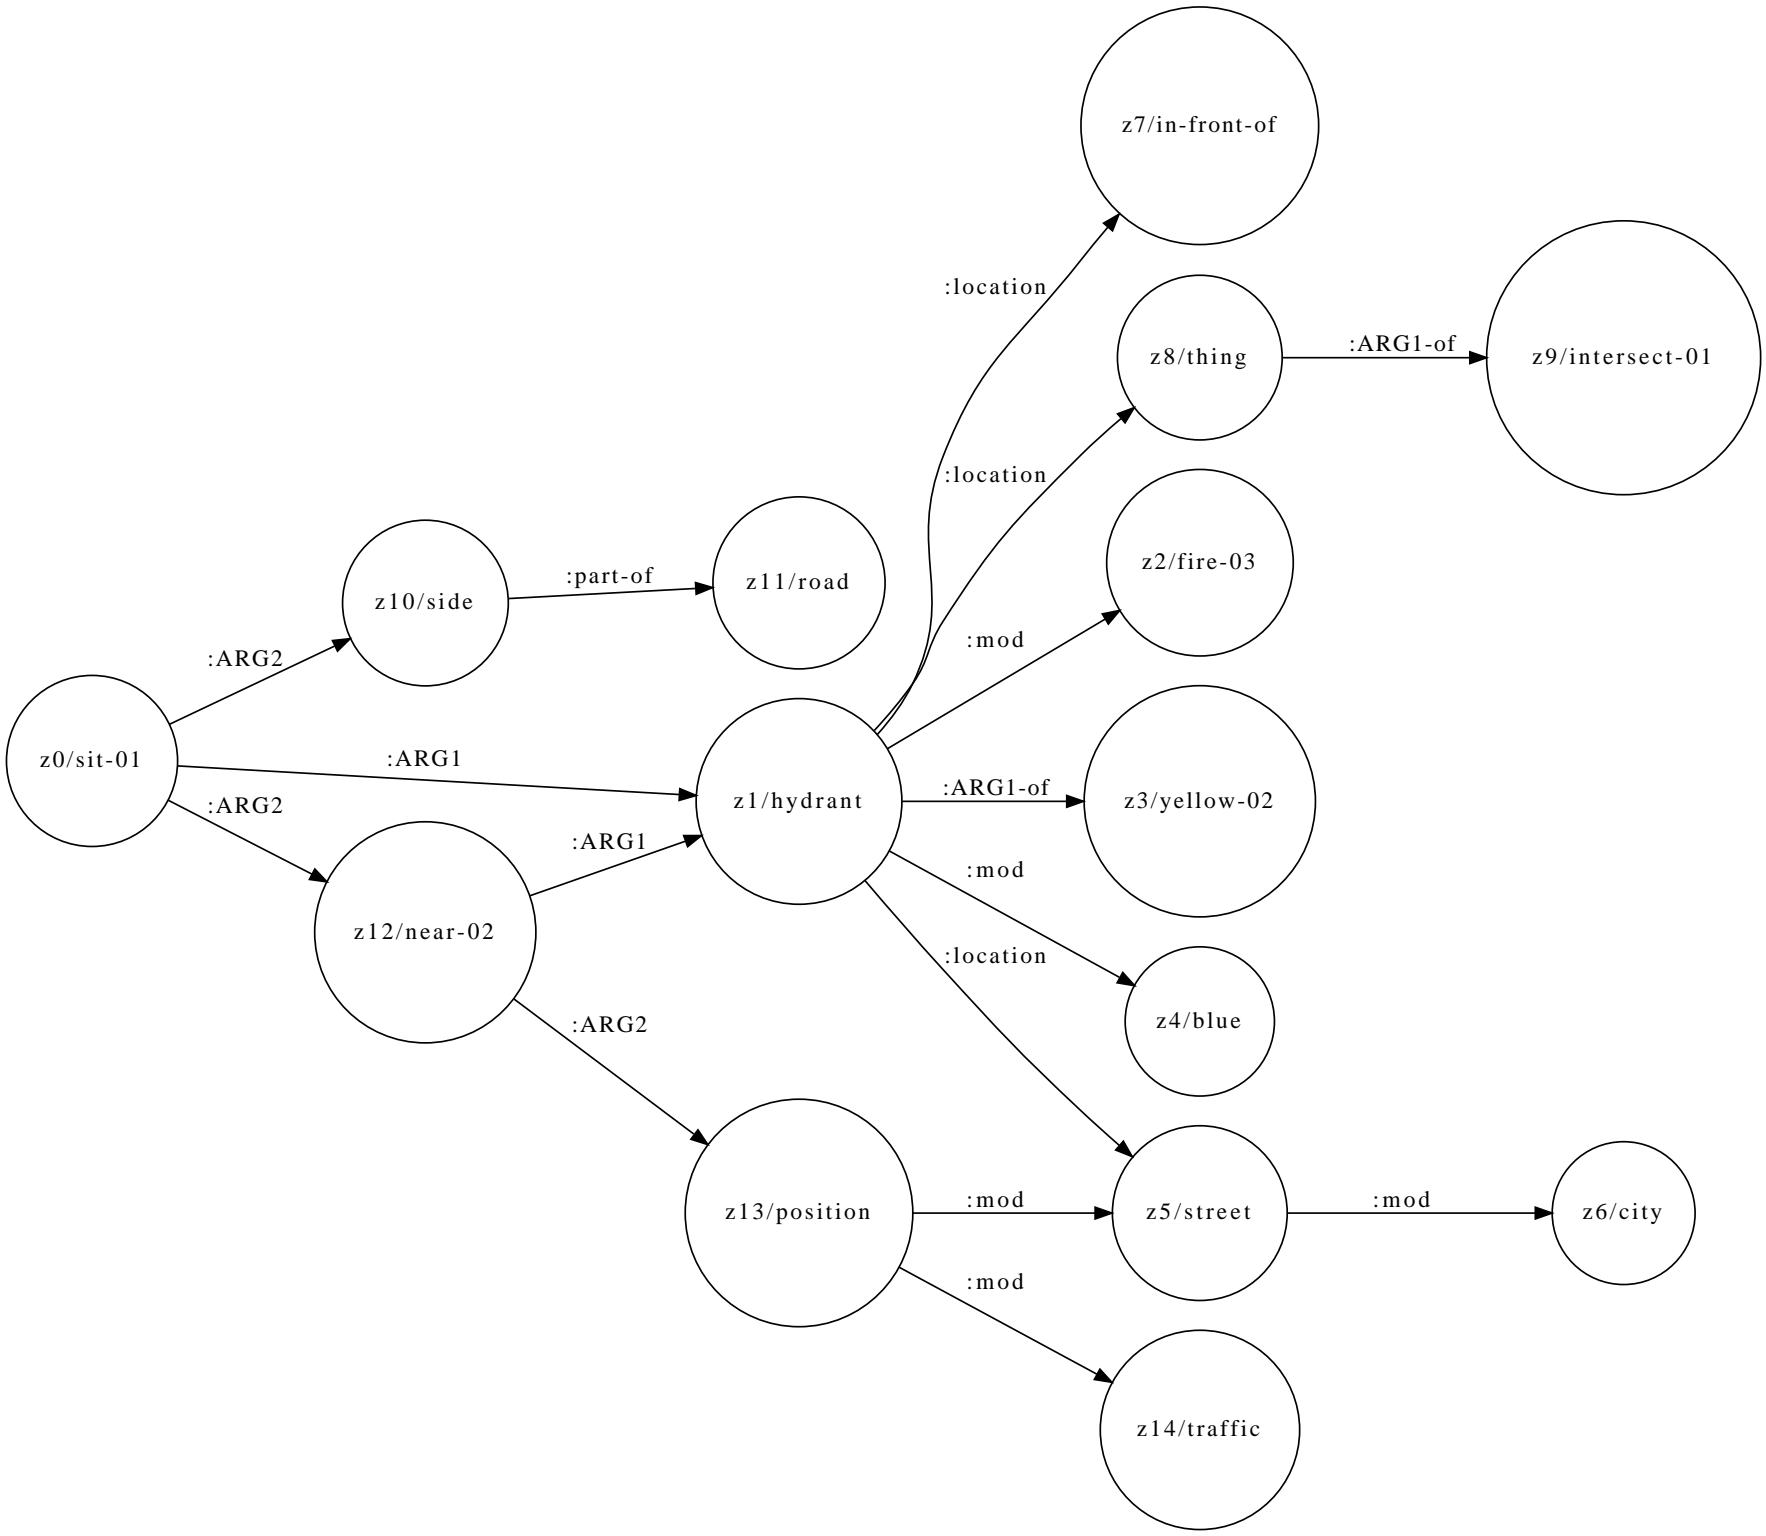 z7/in-front-of
:location
z8/thing
:ARG1-of
z9/intersect-01
:location
z2/fire-03
z10/side
:part-of
z11/road
:mod
:ARG2
z0/sit-01
:ARG1
z1/hydrant
:ARG1-of
z3/yellow-02
:ARG2
:ARG1
:mod
z12/near-02
:location
z4/blue
:ARG2
z13/position
:mod
z5/street
:mod
z6/city
:mod
z14/traffic